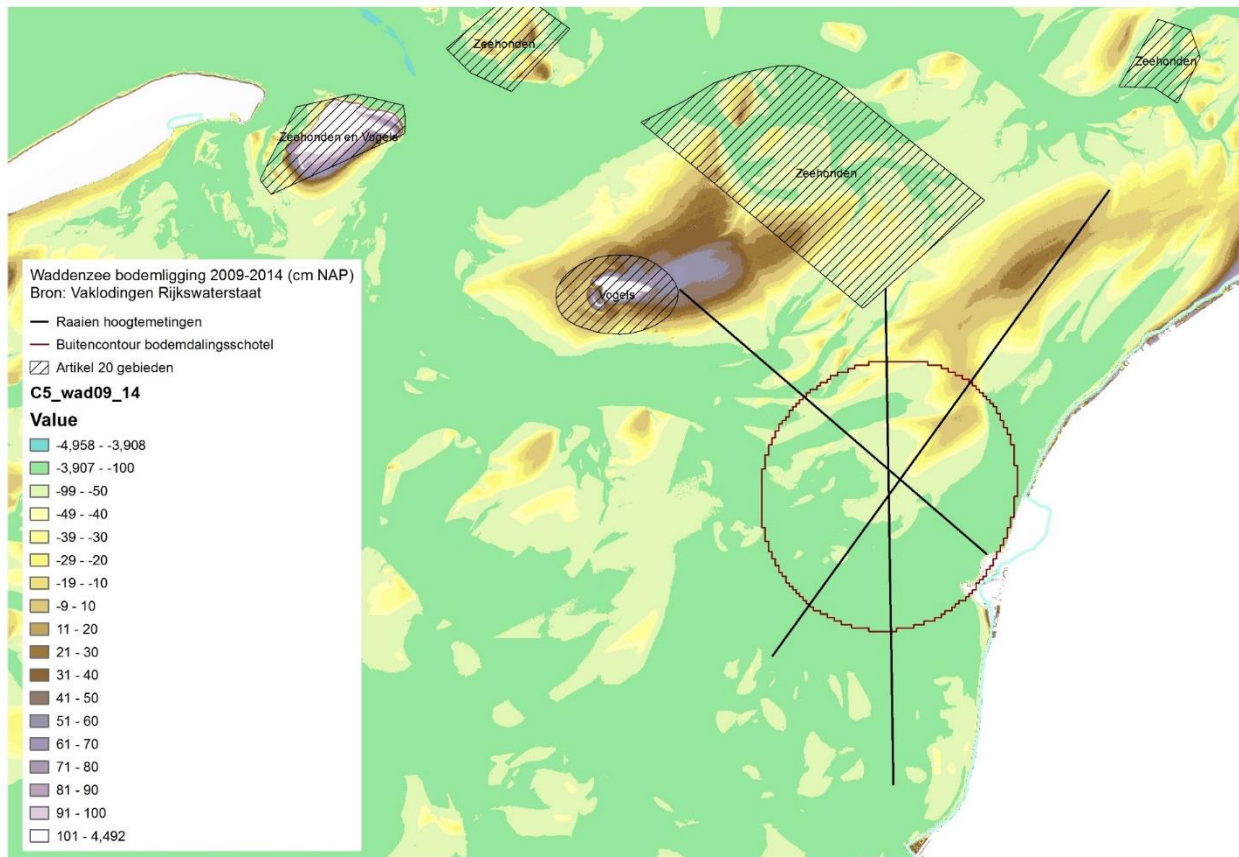 Zeehonden
Zeehonden
Zeehonden en Vogels
Zeehonden
Vogels
Waddenzee bodemligging 2009-2014 (cm NAP)
Bron: Vaklodingen Rijkswaterstaat
Raaien hoogtemetingen
Buitencontour bodemdalingsschotel
Artikel 20 gebieden
C5_wad09_14
Value
-4,958 - -3,908
-3,907 - -100
-99 - -50
-49 - -40
-39 - -30
-29 - -20
-19 - -10
-9 - 10
11 - 20
21 - 30
31 - 40
41 - 50
51 - 60
61 - 70
71 - 80
81 - 90
91 - 100
101 - 4,492